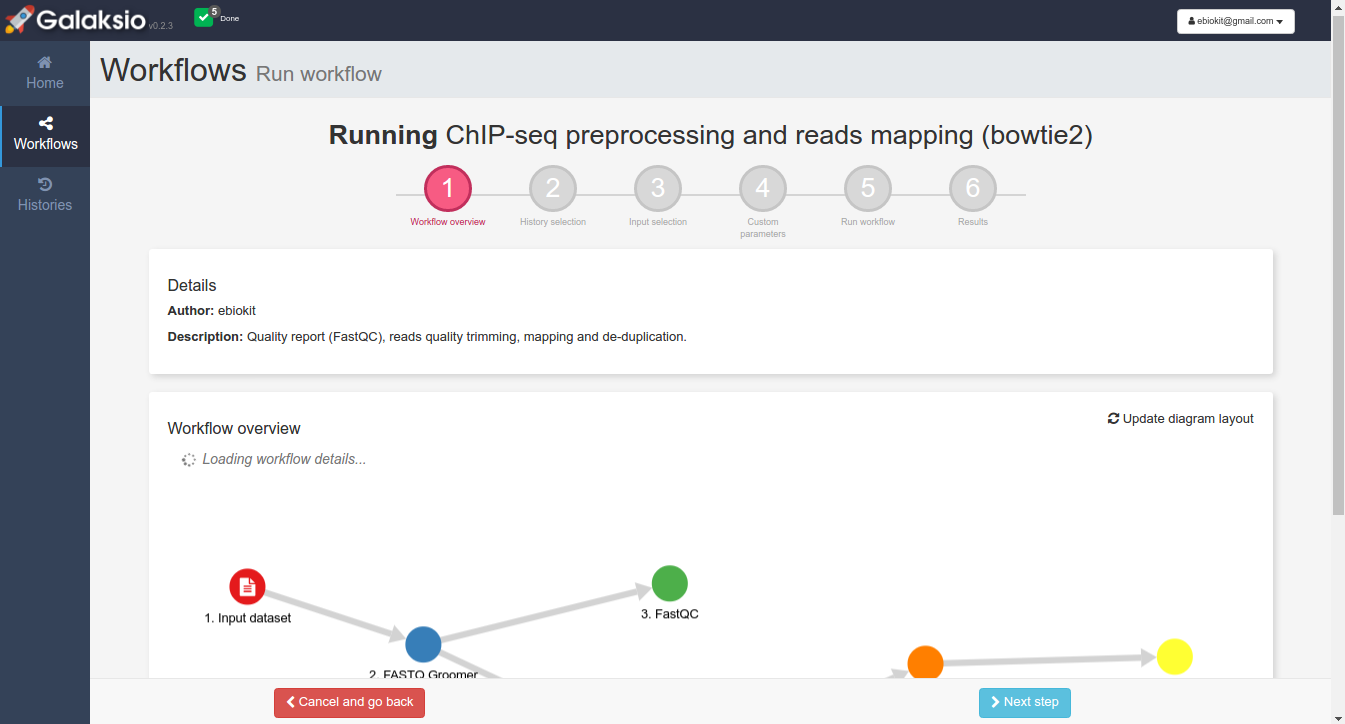 Galaksio v0.2.3
5
Done
ebiokit@gmail.com
Home
Workflows
Histories
Workflows Run workflow
Running ChIP-seq preprocessing and reads mapping (bowtie2)
1 2 3 4 5 6
Workflow overview History selection Input selection Custom parameters Run workflow Results
Details
Author: ebiokit
Description: Quality report (FastQC), reads quality trimming, mapping and de-duplication.
Workflow overview
Update diagram layout
Loading workflow details...
1. Input dataset
3. FastQC
2. FASTQ Groomer
Cancel and go back
Next step